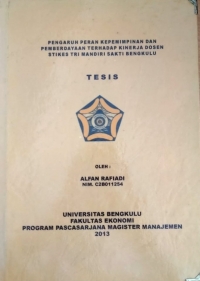 PENGARUH PERAN KEPEMIMPINAN DAN
PEMBERDAYAAN TERHADAP KINERJA DOSEN
STIKES TRI MANDIRI SAKTI BENGKULU
TESIS
OLEH :
ALFAN RAFIADI
NIM. C2B011254
UNIVERSITAS BENGKULU
FAKULTAS EKONOMI
PROGRAM PASCASARJANA MAGISTER MANAJEMEN
2013